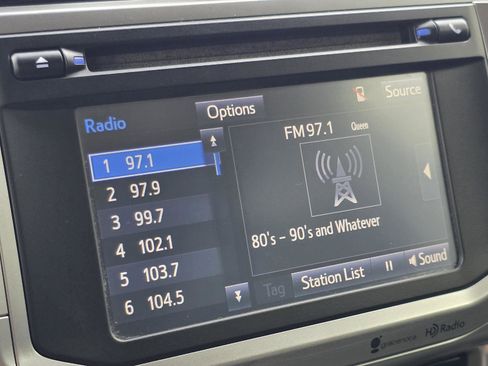 Options
Source
Radio
FM 97.1 Queen
1 97.1
2 97.9
3 99.7
4 102.1
5 103.7
6 104.5
80's – 90's and Whatever
Tag
Station List
Sound
gracenote
HD Radio